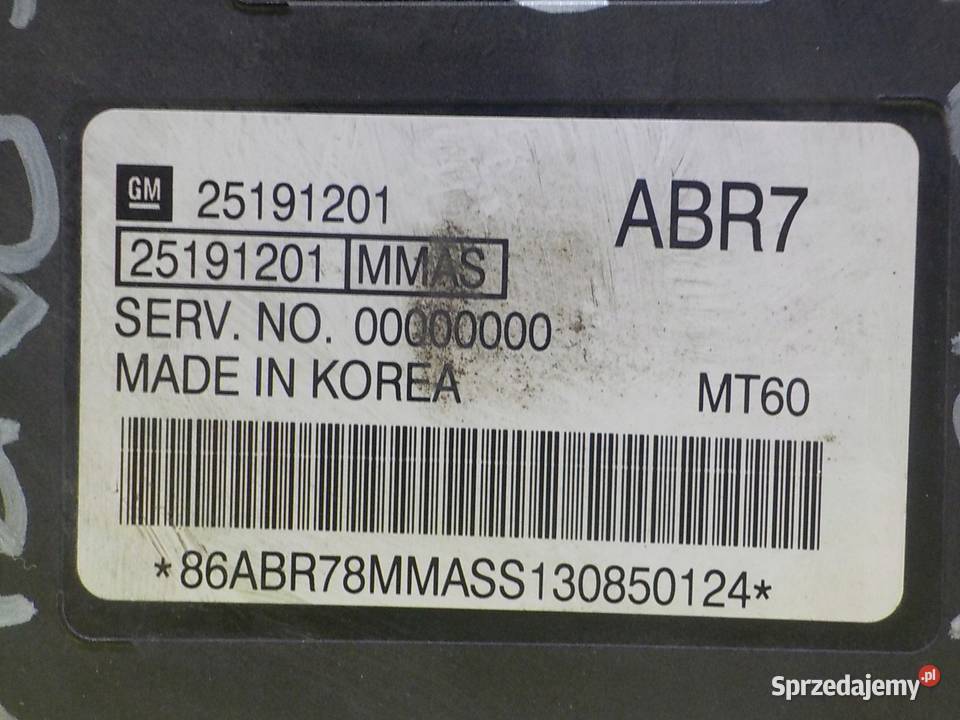 GM 25191201 ABR7
25191201 MMAS
SERV. NO. 00000000
MADE IN KOREA MT60
*86ABR78MMASS130850124*
Sprzedajemy.pl